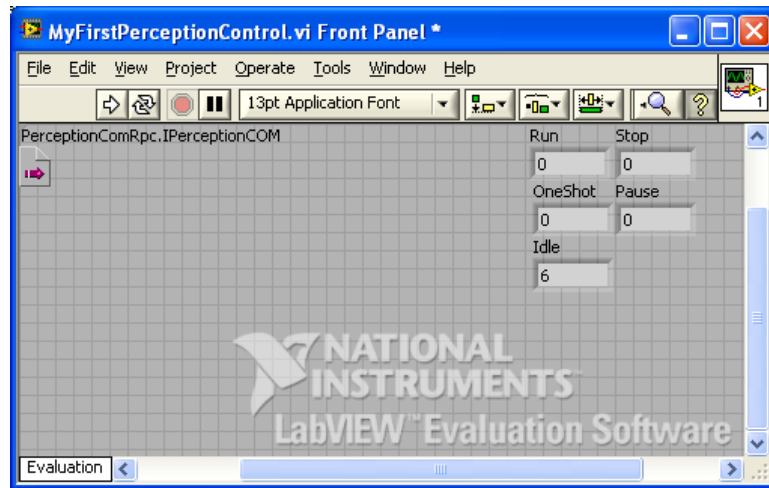 MyFirstPerceptionControl.vi Front Panel *
File Edit View Project Operate Tools Window Help
13pt Application Font
1
PerceptionComRpc.IPerceptionCOM
Run Stop
0 0
OneShot Pause
0 0
Idle
6
NATIONAL
INSTRUMENTS
LabVIEW™ Evaluation Software
Evaluation